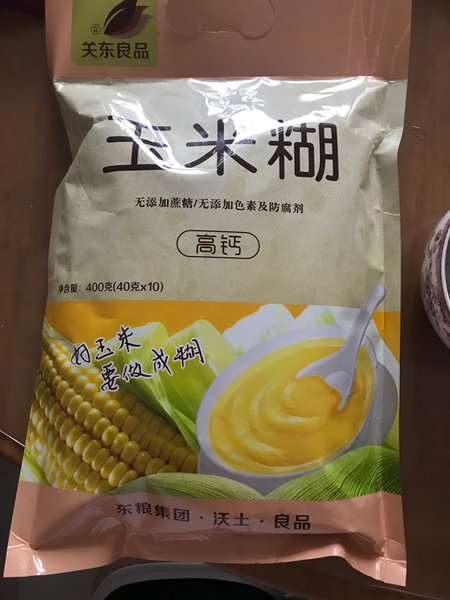 正
关东良品
玉米糊
无添加蔗糖/无添加色素及防腐剂
高钙
净含量：400克(40克x10)
好玉米
要做成糊
东粮集团·沃土·良品